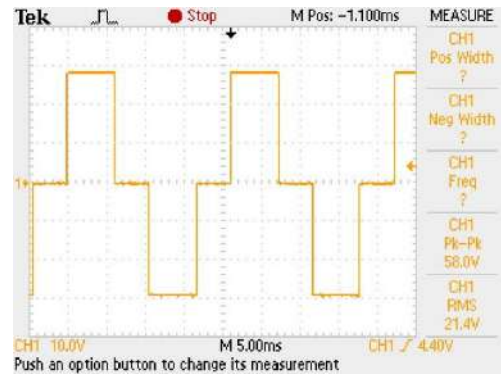 Tek Stop M Pos: -1.100ms MEASURE
CH1
Pos Width
?
CH1
Neg Width
?
CH1
Freq
?
CH1
Pk-Pk
58.0V
CH1
RMS
21.4V
1
CH1 10.0V M 5.00ms CH1 4.40V
Push an option button to change its measurement